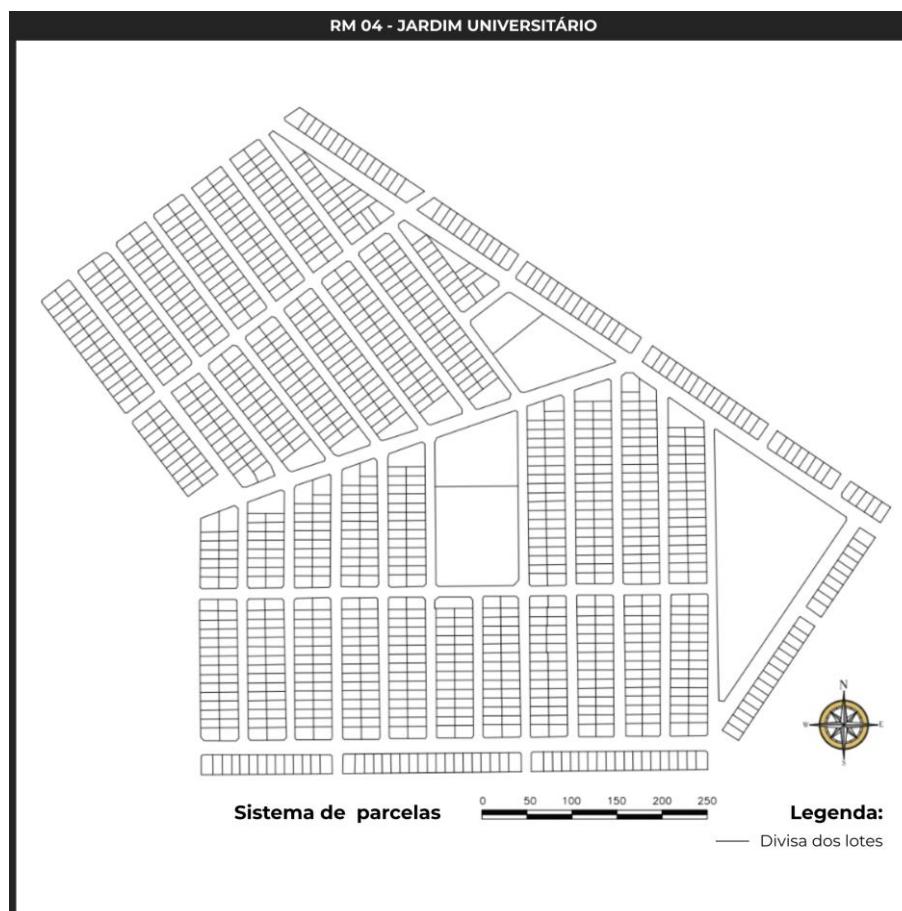 RM 04 - JARDIM UNIVERSITÁRIO
N
W E
S
0 50 100 150 200 250
Sistema de parcelas
Legenda:
Divisa dos lotes